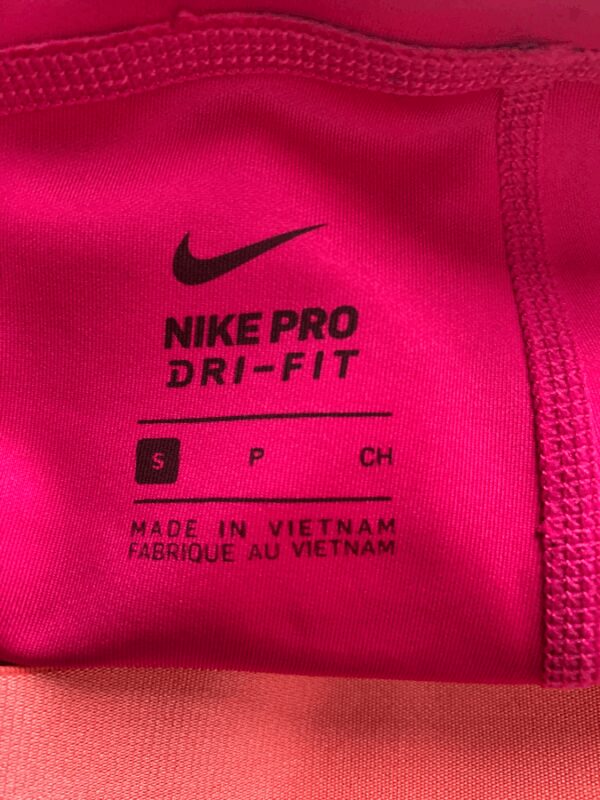 NIKE PRO
DRI-FIT
S P CH
MADE IN VIETNAM
FABRIQUE AU VIETNAM